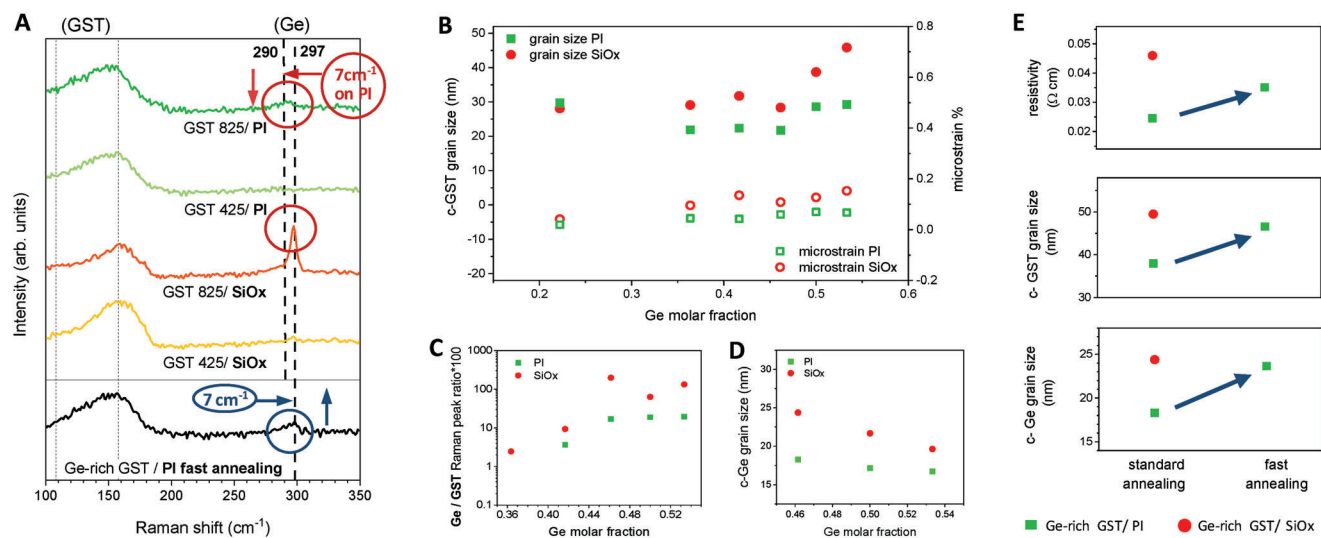 A
(GST)
(Ge)
290
297
7cm-1
on PI
GST 825/ PI
GST 425/ PI
GST 825/ SiOx
GST 425/ SiOx
7 cm-1
Ge-rich GST / PI fast annealing
Intensity (arb. units)
100 150 200 250 300 350
Raman shift (cm-1)
B
grain size PI
grain size SiOx
microstrain PI
microstrain SiOx
c-GST grain size (nm)
50
40
30
20
10
0
-10
-20
microstrain %
0.8
0.6
0.4
0.2
0.0
-0.2
0.2 0.3 0.4 0.5 0.6
Ge molar fraction
C
PI
SiOx
Ge / GST Raman peak ratio*100
1000
100
10
1
0.1
0.36 0.40 0.44 0.48 0.52
Ge molar fraction
D
PI
SiOx
c-Ge grain size (nm)
30
25
20
15
0.46 0.48 0.50 0.52 0.54
Ge molar fraction
E
resistivity
(Ω cm)
0.05
0.04
0.03
0.02
c- GST grain size
(nm)
50
40
30
c- Ge grain size
(nm)
25
20
15
standard
annealing
fast
annealing
Ge-rich GST/ PI
Ge-rich GST/ SiOx